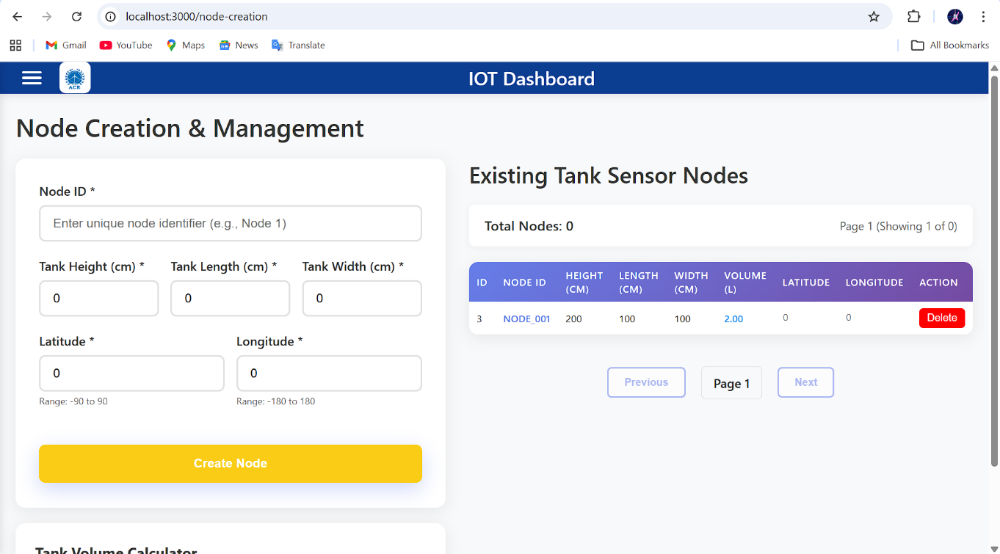 localhost:3000/node-creation
Gmail
YouTube
Maps
News
Translate
All Bookmarks
ACE
IOT Dashboard
Node Creation & Management
Node ID *
Enter unique node identifier (e.g., Node 1)
Tank Height (cm) * Tank Length (cm) * Tank Width (cm) *
0 0 0
Latitude * Longitude *
0 0
Range: -90 to 90 Range: -180 to 180
Create Node
Tank Volume Calculator
Existing Tank Sensor Nodes
Total Nodes: 0 Page 1 (Showing 1 of 0)
ID NODE ID HEIGHT (CM) LENGTH (CM) WIDTH (CM) VOLUME (L) LATITUDE LONGITUDE ACTION
3 NODE_001 200 100 100 2.00 0 0 Delete
Previous Page 1 Next